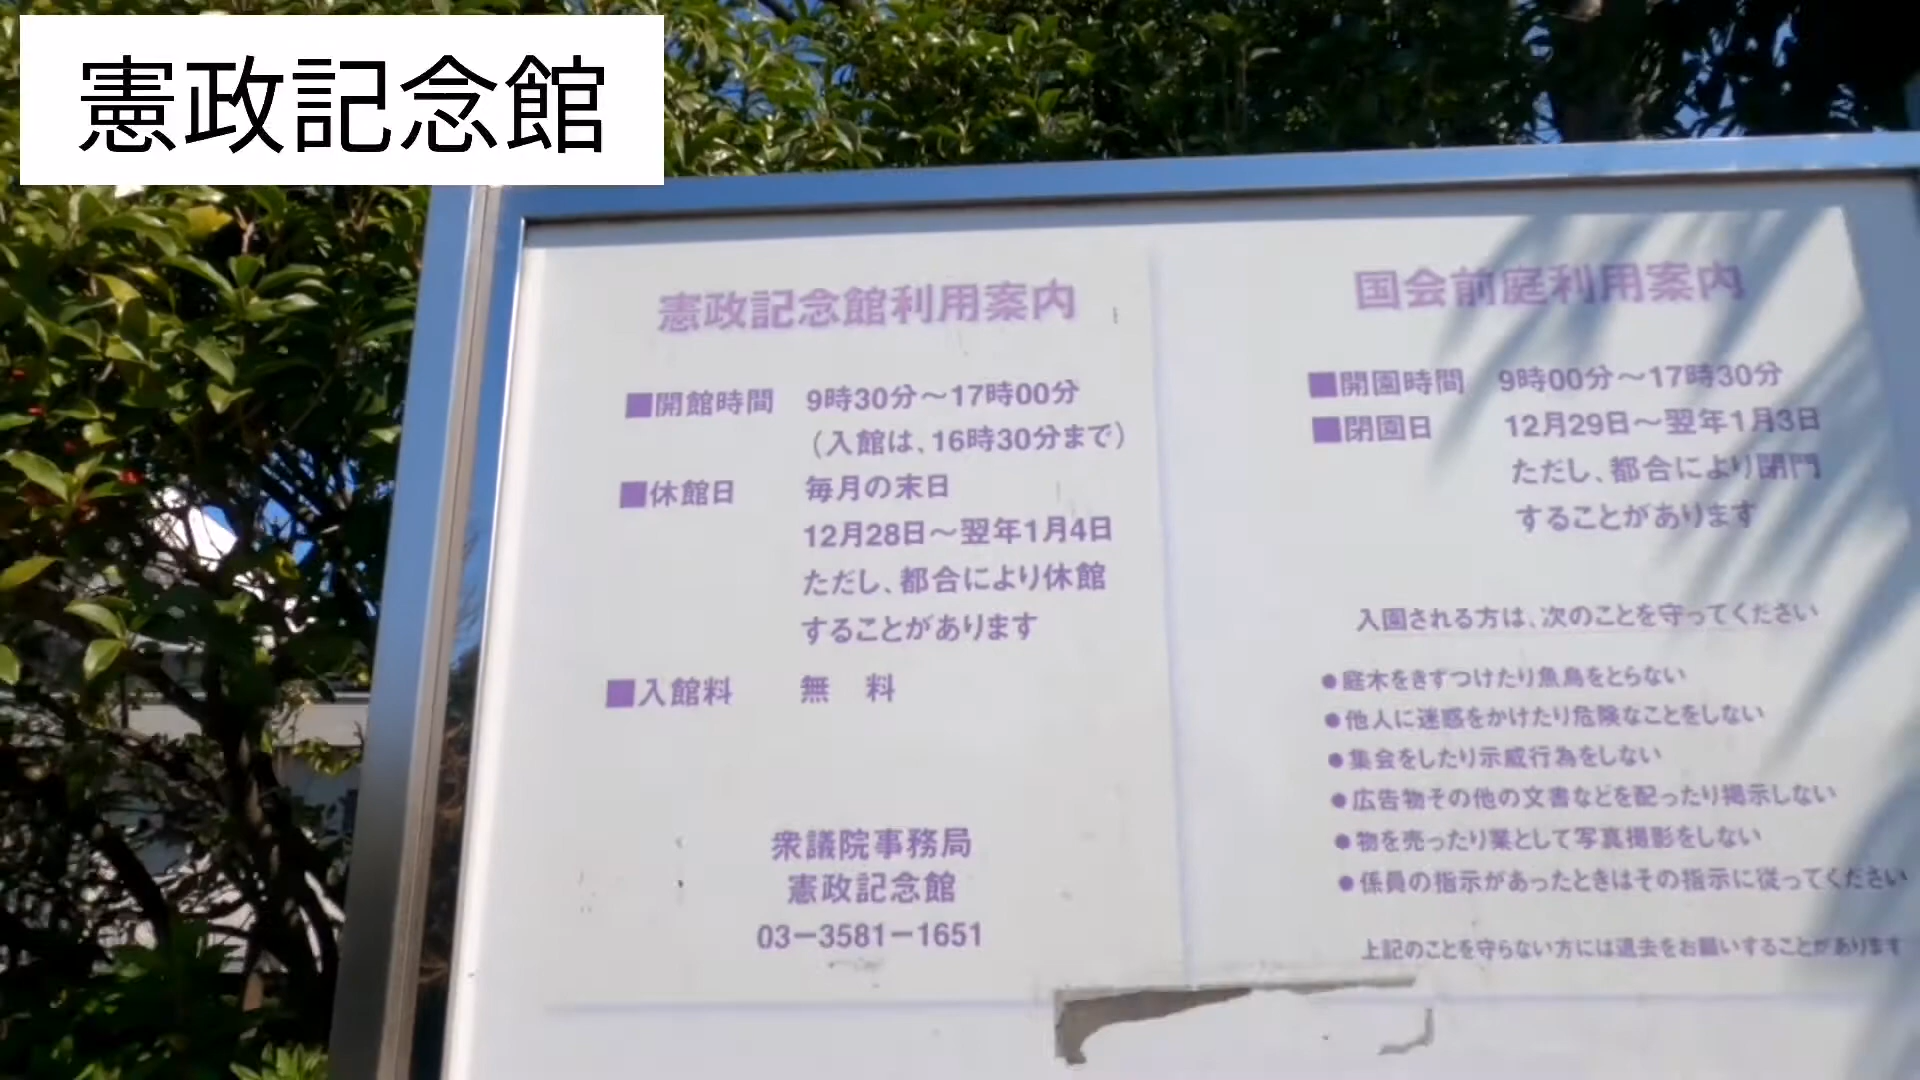 憲政記念館
憲政記念館利用案内
■開館時間 9時30分～17時00分
（入館は、16時30分まで）
■休館日 毎月の末日
12月28日～翌年1月4日
ただし、都合により休館
することがあります
■入館料 無 料
衆議院事務局
憲政記念館
03－3581－1651
国会前庭利用案内
■開園時間 9時00分～17時30分
■閉園日 12月29日～翌年1月3日
ただし、都合により閉門
することがあります
入園される方は、次のことを守ってください
●庭木をきずつけたり魚鳥をとらない
●他人に迷惑をかけたり危険なことをしない
●集会をしたり示威行為をしない
●広告物その他の文書などを配ったり掲示しない
●物を売ったり業として写真撮影をしない
●係員の指示があったときはその指示に従ってください
上記のことを守らない方には退去をお願いすることがあります